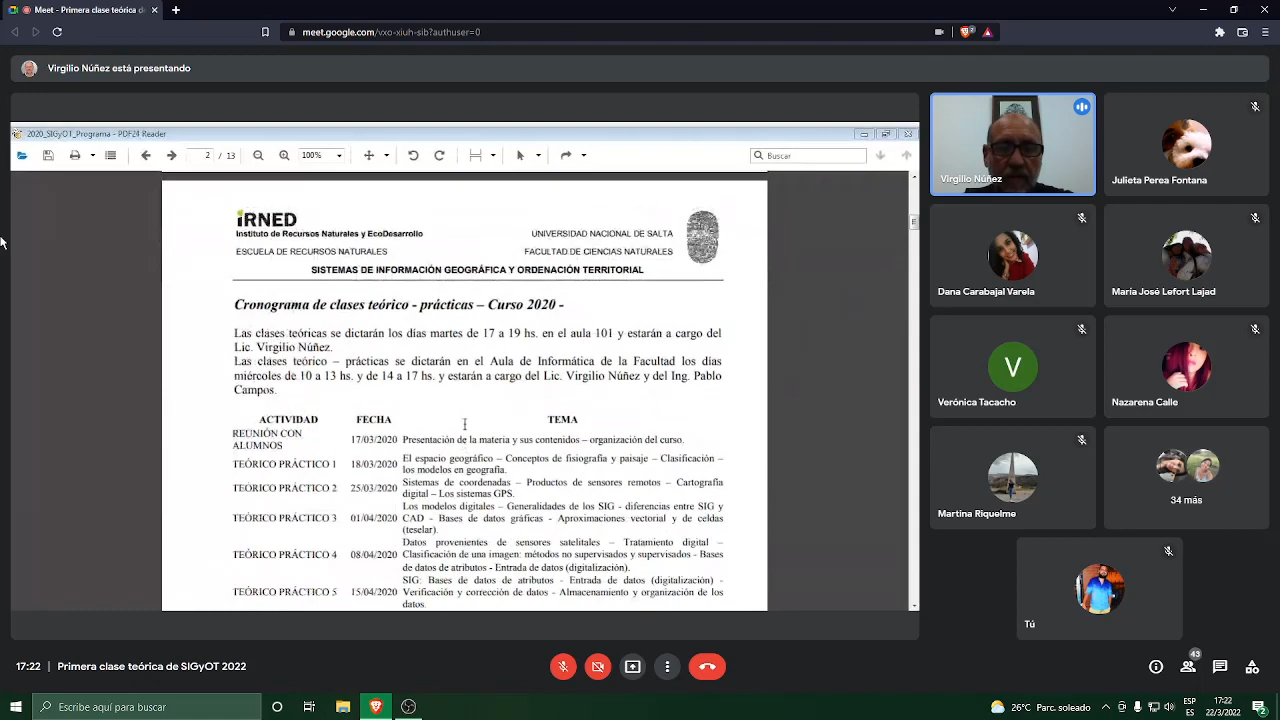 Meet - Primera clase teórica d
meet.google.com/vxo-xiuh-sib?authuser=0
2
Virgilio Núñez está presentando
2020_SIGyOT_Programa - PDF24 Reader
2 / 13
100%
Buscar
iRNED
Instituto de Recursos Naturales y EcoDesarrollo
UNIVERSIDAD NACIONAL DE SALTA
ESCUELA DE RECURSOS NATURALES
FACULTAD DE CIENCIAS NATURALES
SISTEMAS DE INFORMACIÓN GEOGRÁFICA Y ORDENACIÓN TERRITORIAL
Cronograma de clases teórico - prácticas – Curso 2020 -
Las clases teóricas se dictarán los días martes de 17 a 19 hs. en el aula 101 y estarán a cargo del
Lic. Virgilio Núñez.
Las clases teórico – prácticas se dictarán en el Aula de Informática de la Facultad los días
miércoles de 10 a 13 hs. y de 14 a 17 hs. y estarán a cargo del Lic. Virgilio Núñez y del Ing. Pablo
Campos.
ACTIVIDAD FECHA TEMA
REUNIÓN CON
ALUMNOS
17/03/2020 Presentación de la materia y sus contenidos – organización del curso.
TEÓRICO PRÁCTICO 1 18/03/2020 El espacio geográfico – Conceptos de fisiografía y paisaje – Clasificación –
los modelos en geografía.
TEÓRICO PRÁCTICO 2 25/03/2020 Sistemas de coordenadas – Productos de sensores remotos – Cartografía
digital – Los sistemas GPS.
TEÓRICO PRÁCTICO 3 01/04/2020 Los modelos digitales – Generalidades de los SIG - diferencias entre SIG y
CAD - Bases de datos gráficas - Aproximaciones vectorial y de celdas
(teselar).
TEÓRICO PRÁCTICO 4 08/04/2020 Datos provenientes de sensores satelitales – Tratamiento digital –
Clasificación de una imagen: métodos no supervisados y supervisados - Bases
de datos de atributos - Entrada de datos (digitalización).
TEÓRICO PRÁCTICO 5 15/04/2020 SIG: Bases de datos de atributos - Entrada de datos (digitalización) -
Verificación y corrección de datos - Almacenamiento y organización de los
datos.
Virgilio Núñez
Julieta Perea Fontana
Dana Carabajal Varela
María José Lefort Lajad
V
Verónica Tacacho
Nazarena Calle
Martina Riquelme
34 más
Tú
17:22 | Primera clase teórica de SIGyOT 2022
43
Escribe aquí para buscar
26°C Parc. soleado
ESP
LAA
17:22
22/3/2022
2